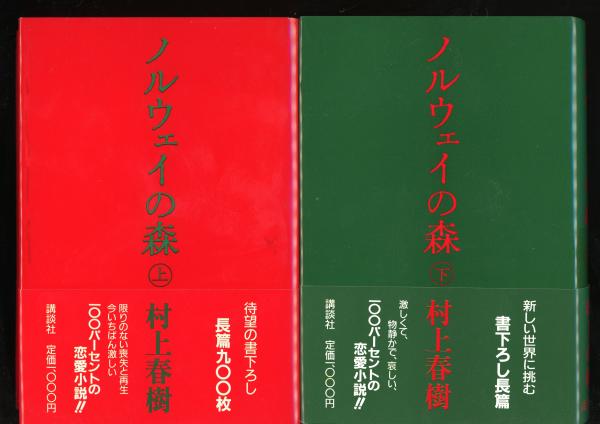 ノルウェイの森 上
村上春樹
待望の書下ろし
長篇九〇〇枚
限りのない喪失と再生
今いちばん激しい
一〇〇パーセントの
恋愛小説!!
講談社 定価一〇〇〇円
ノルウェイの森 下
村上春樹
新しい世界に挑む
書下ろし長篇
激しくて、
物静かで、哀しい、
一〇〇パーセントの
恋愛小説!!
講談社 定価一〇〇〇円